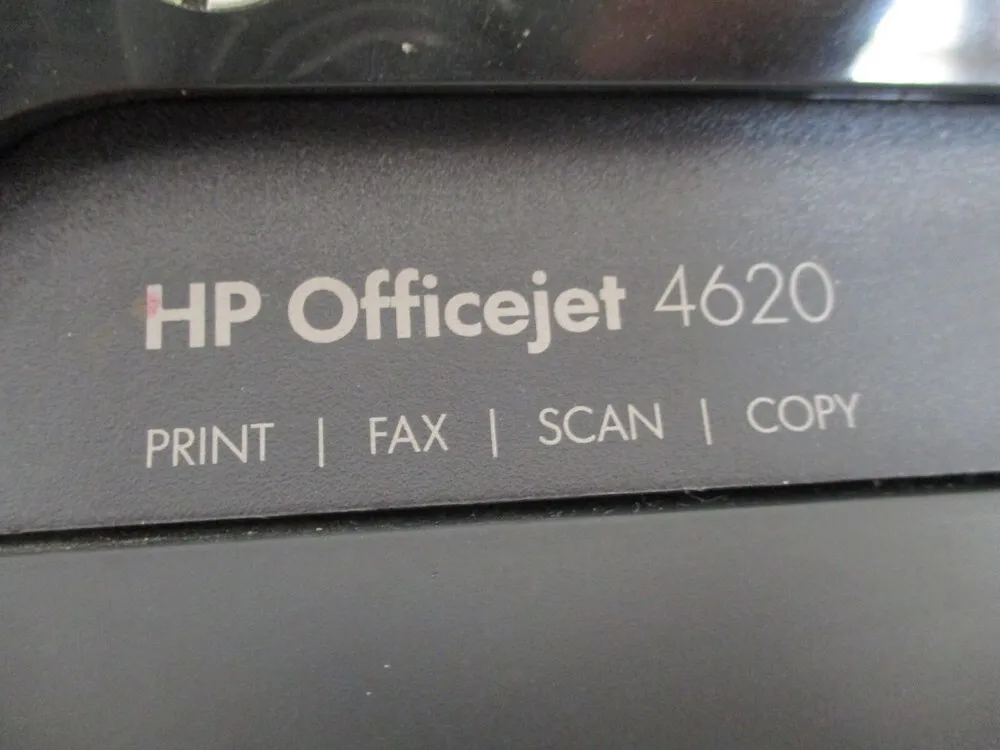 HP Officejet 4620
PRINT | FAX | SCAN | COPY